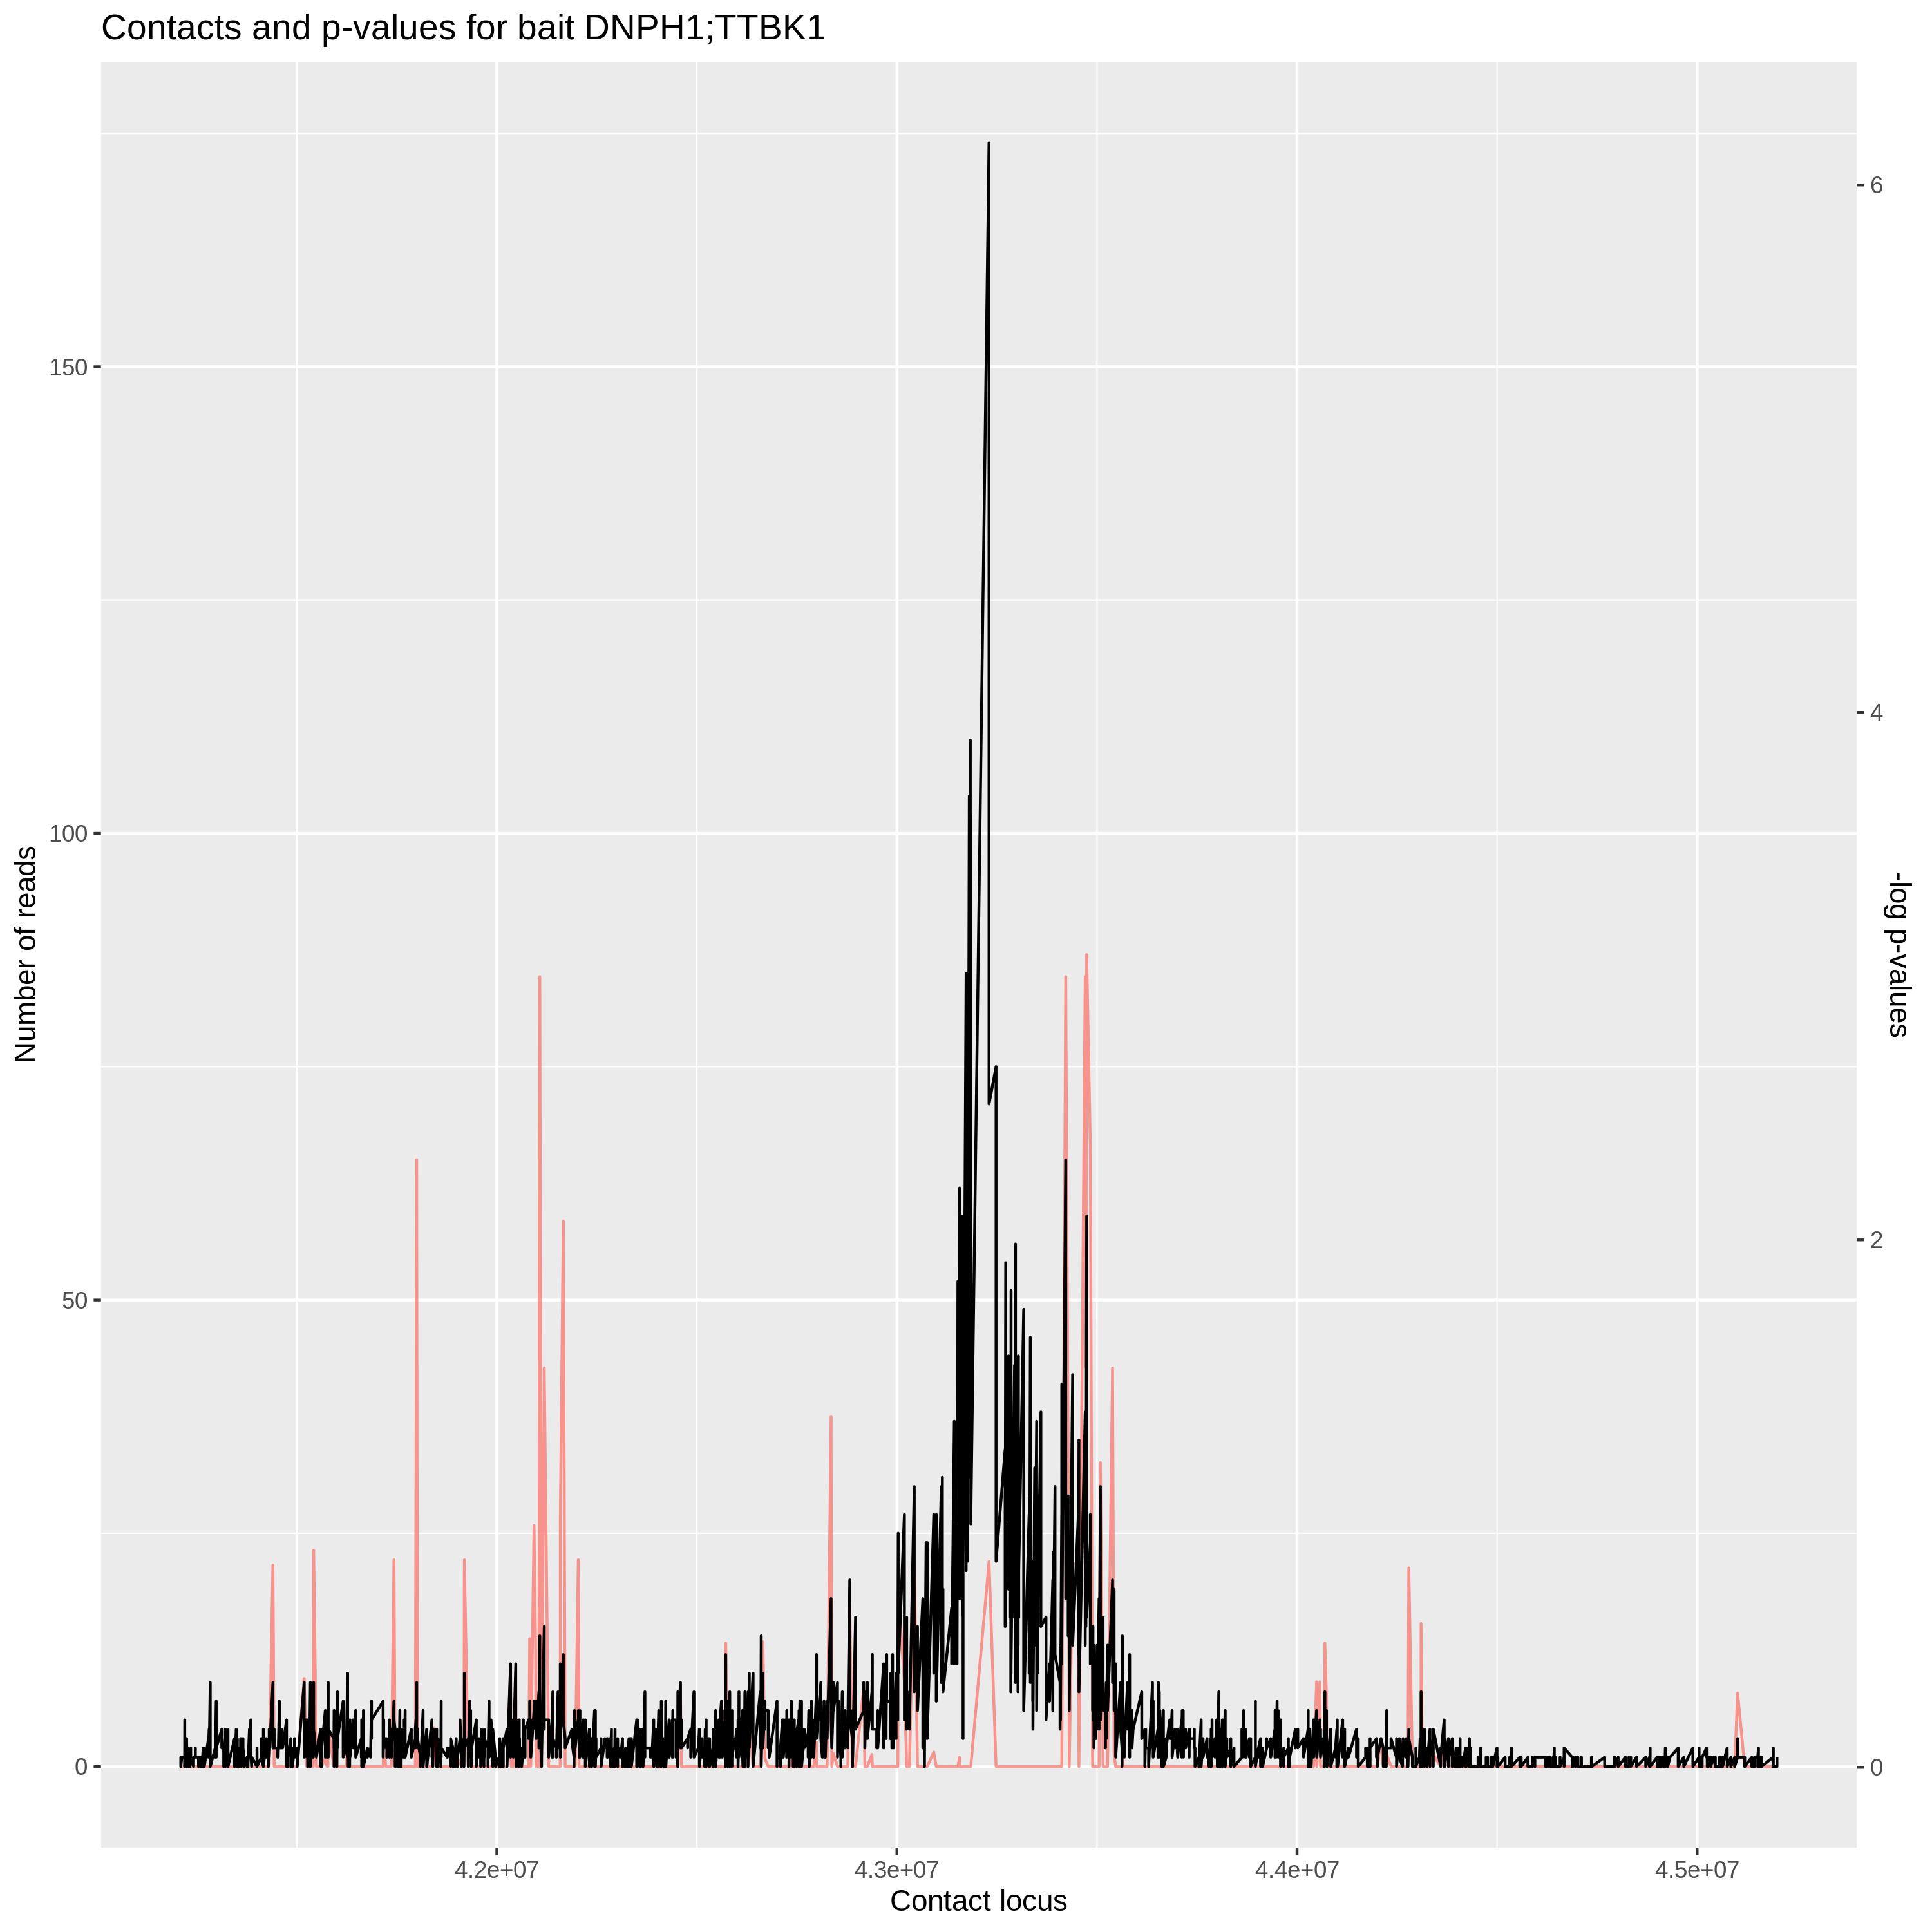 Contacts and p-values for bait DNPH1;TTBK1
Number of reads
150
100
50
0
-log p-values
6
4
2
0
4.2e+07
4.3e+07
4.4e+07
4.5e+07
Contact locus